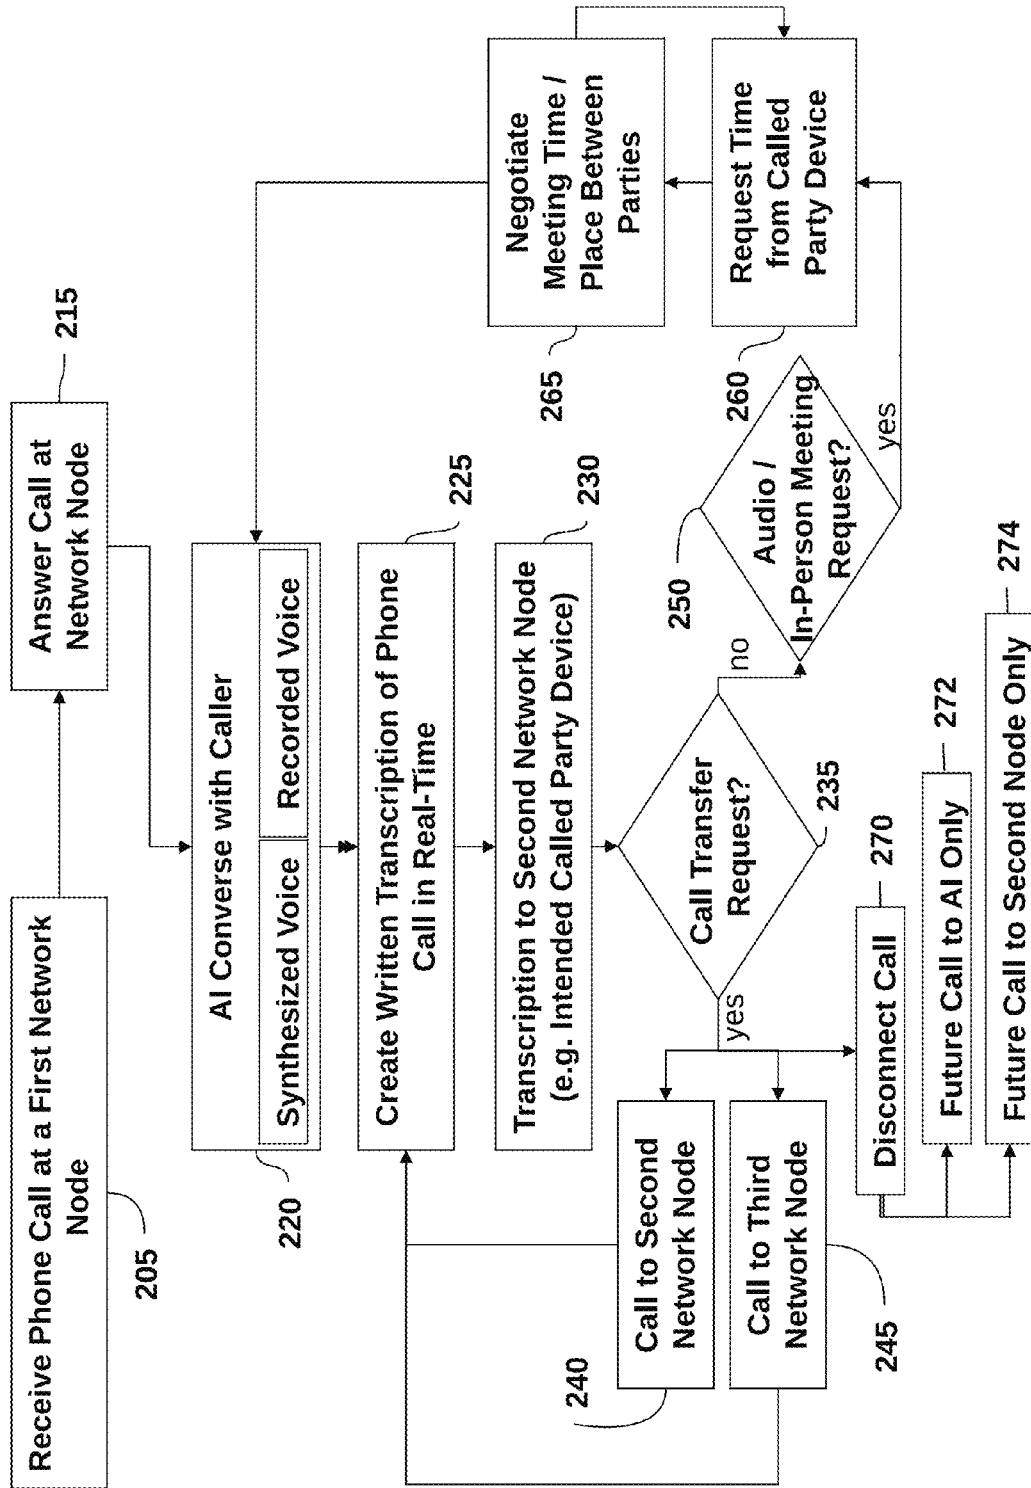 Receive Phone Call at a First Network
Node
205
Answer Call at
Network Node
215
AI Converse with Caller
Synthesized Voice
Recorded Voice
220
Create Written Transcription of Phone
Call in Real-Time
225
Transcription to Second Network Node
(e.g. Intended Called Party Device)
230
Call Transfer
Request?
235
yes
no
Call to Second
Network Node
240
Call to Third
Network Node
245
Audio /
In-Person Meeting
Request?
250
yes
Request Time
from Called
Party Device
260
Negotiate
Meeting Time /
Place Between
Parties
265
Disconnect Call
270
Future Call to AI Only
272
Future Call to Second Node Only
274